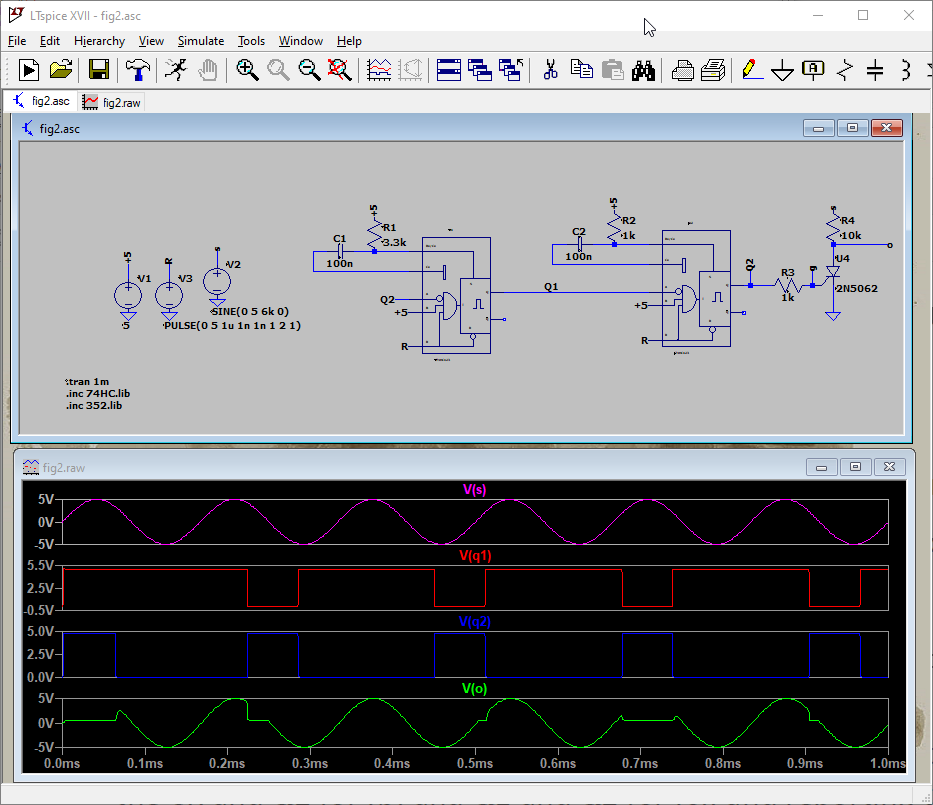 LTspice XVII - fig2.asc
File Edit Hierarchy View Simulate Tools Window Help
fig2.asc fig2.raw
fig2.asc
+5 V1 5
R V3 PULSE(0 5 1u 1n 1n 1 2 1)
s V2 SINE(0 5 6k 0)
+5 R1 3.3k
C1 100n
Q2
+5
R
Q1
+5 R2 1k
C2 100n
+5
R
Q2
R3 1k
g
s R4 10k
U4 2N5062
;tran 1m
.inc 74HC.lib
.inc 352.lib
fig2.raw
V(s)
5V
0V
-5V
V(q1)
5.5V
2.5V
-0.5V
V(q2)
5.0V
2.5V
0.0V
V(o)
5V
0V
-5V
0.0ms 0.1ms 0.2ms 0.3ms 0.4ms 0.5ms 0.6ms 0.7ms 0.8ms 0.9ms 1.0ms